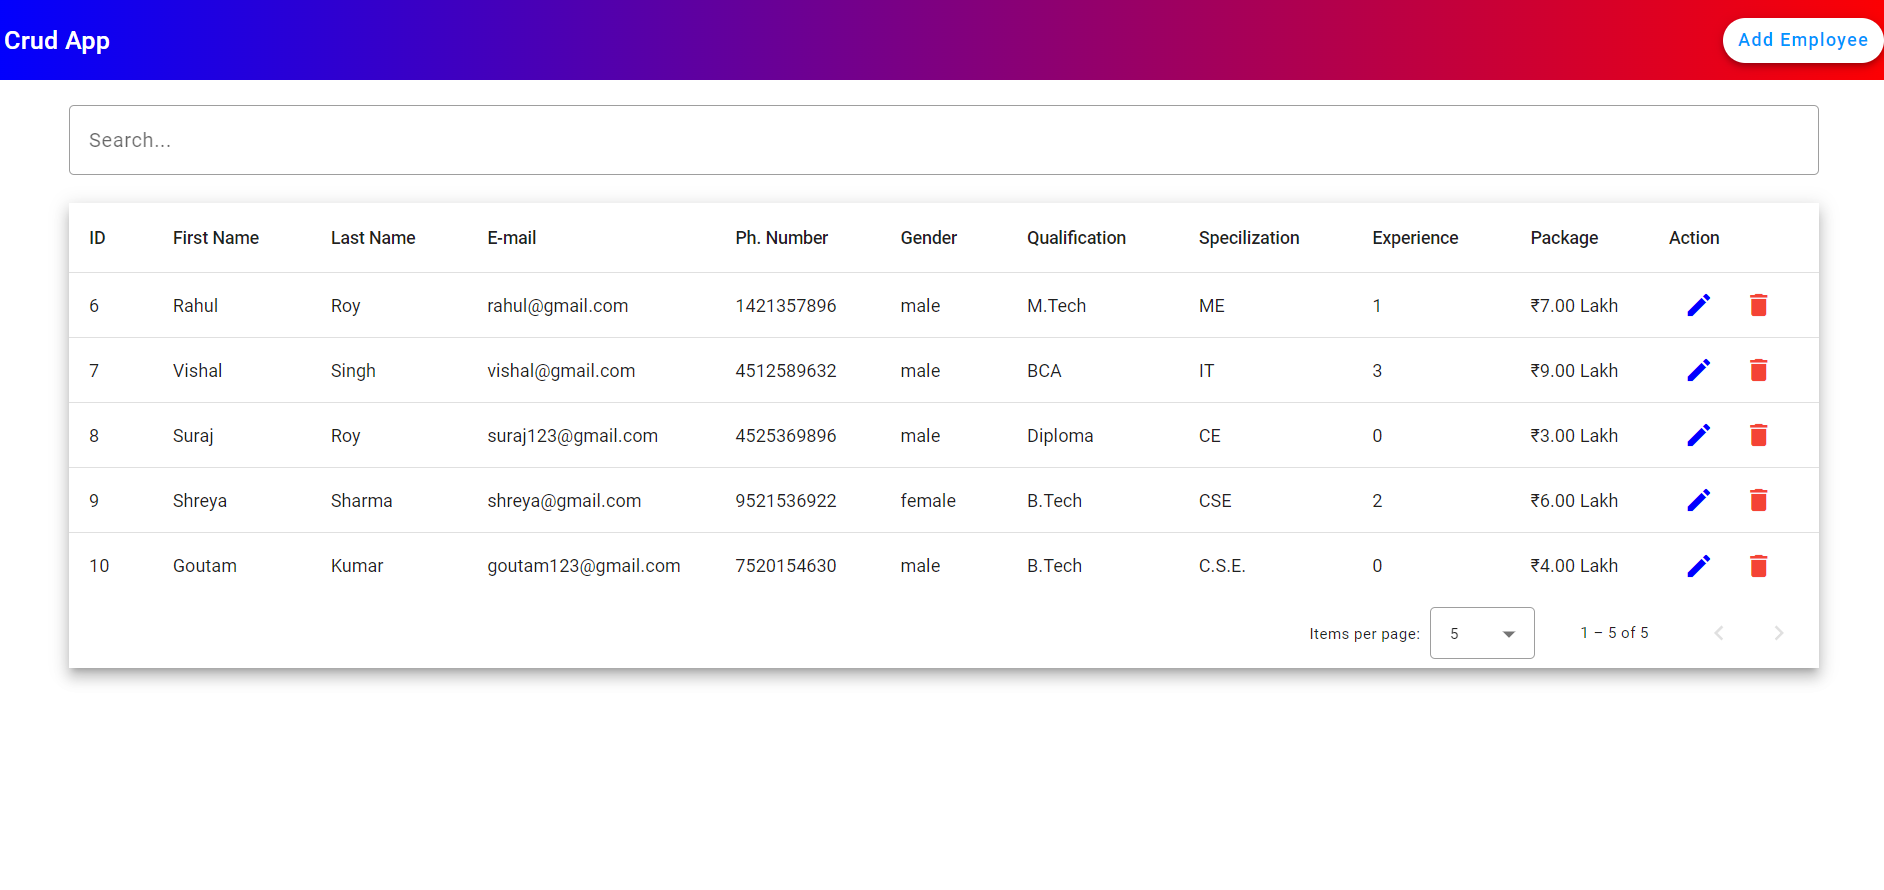 Crud App
Add Employee
Search...
ID First Name Last Name E-mail Ph. Number Gender Qualification Specilization Experience Package Action
6 Rahul Roy rahul@gmail.com 1421357896 male M.Tech ME 1 ₹7.00 Lakh
7 Vishal Singh vishal@gmail.com 4512589632 male BCA IT 3 ₹9.00 Lakh
8 Suraj Roy suraj123@gmail.com 4525369896 male Diploma CE 0 ₹3.00 Lakh
9 Shreya Sharma shreya@gmail.com 9521536922 female B.Tech CSE 2 ₹6.00 Lakh
10 Goutam Kumar goutam123@gmail.com 7520154630 male B.Tech C.S.E. 0 ₹4.00 Lakh
Items per page: 5 1 – 5 of 5